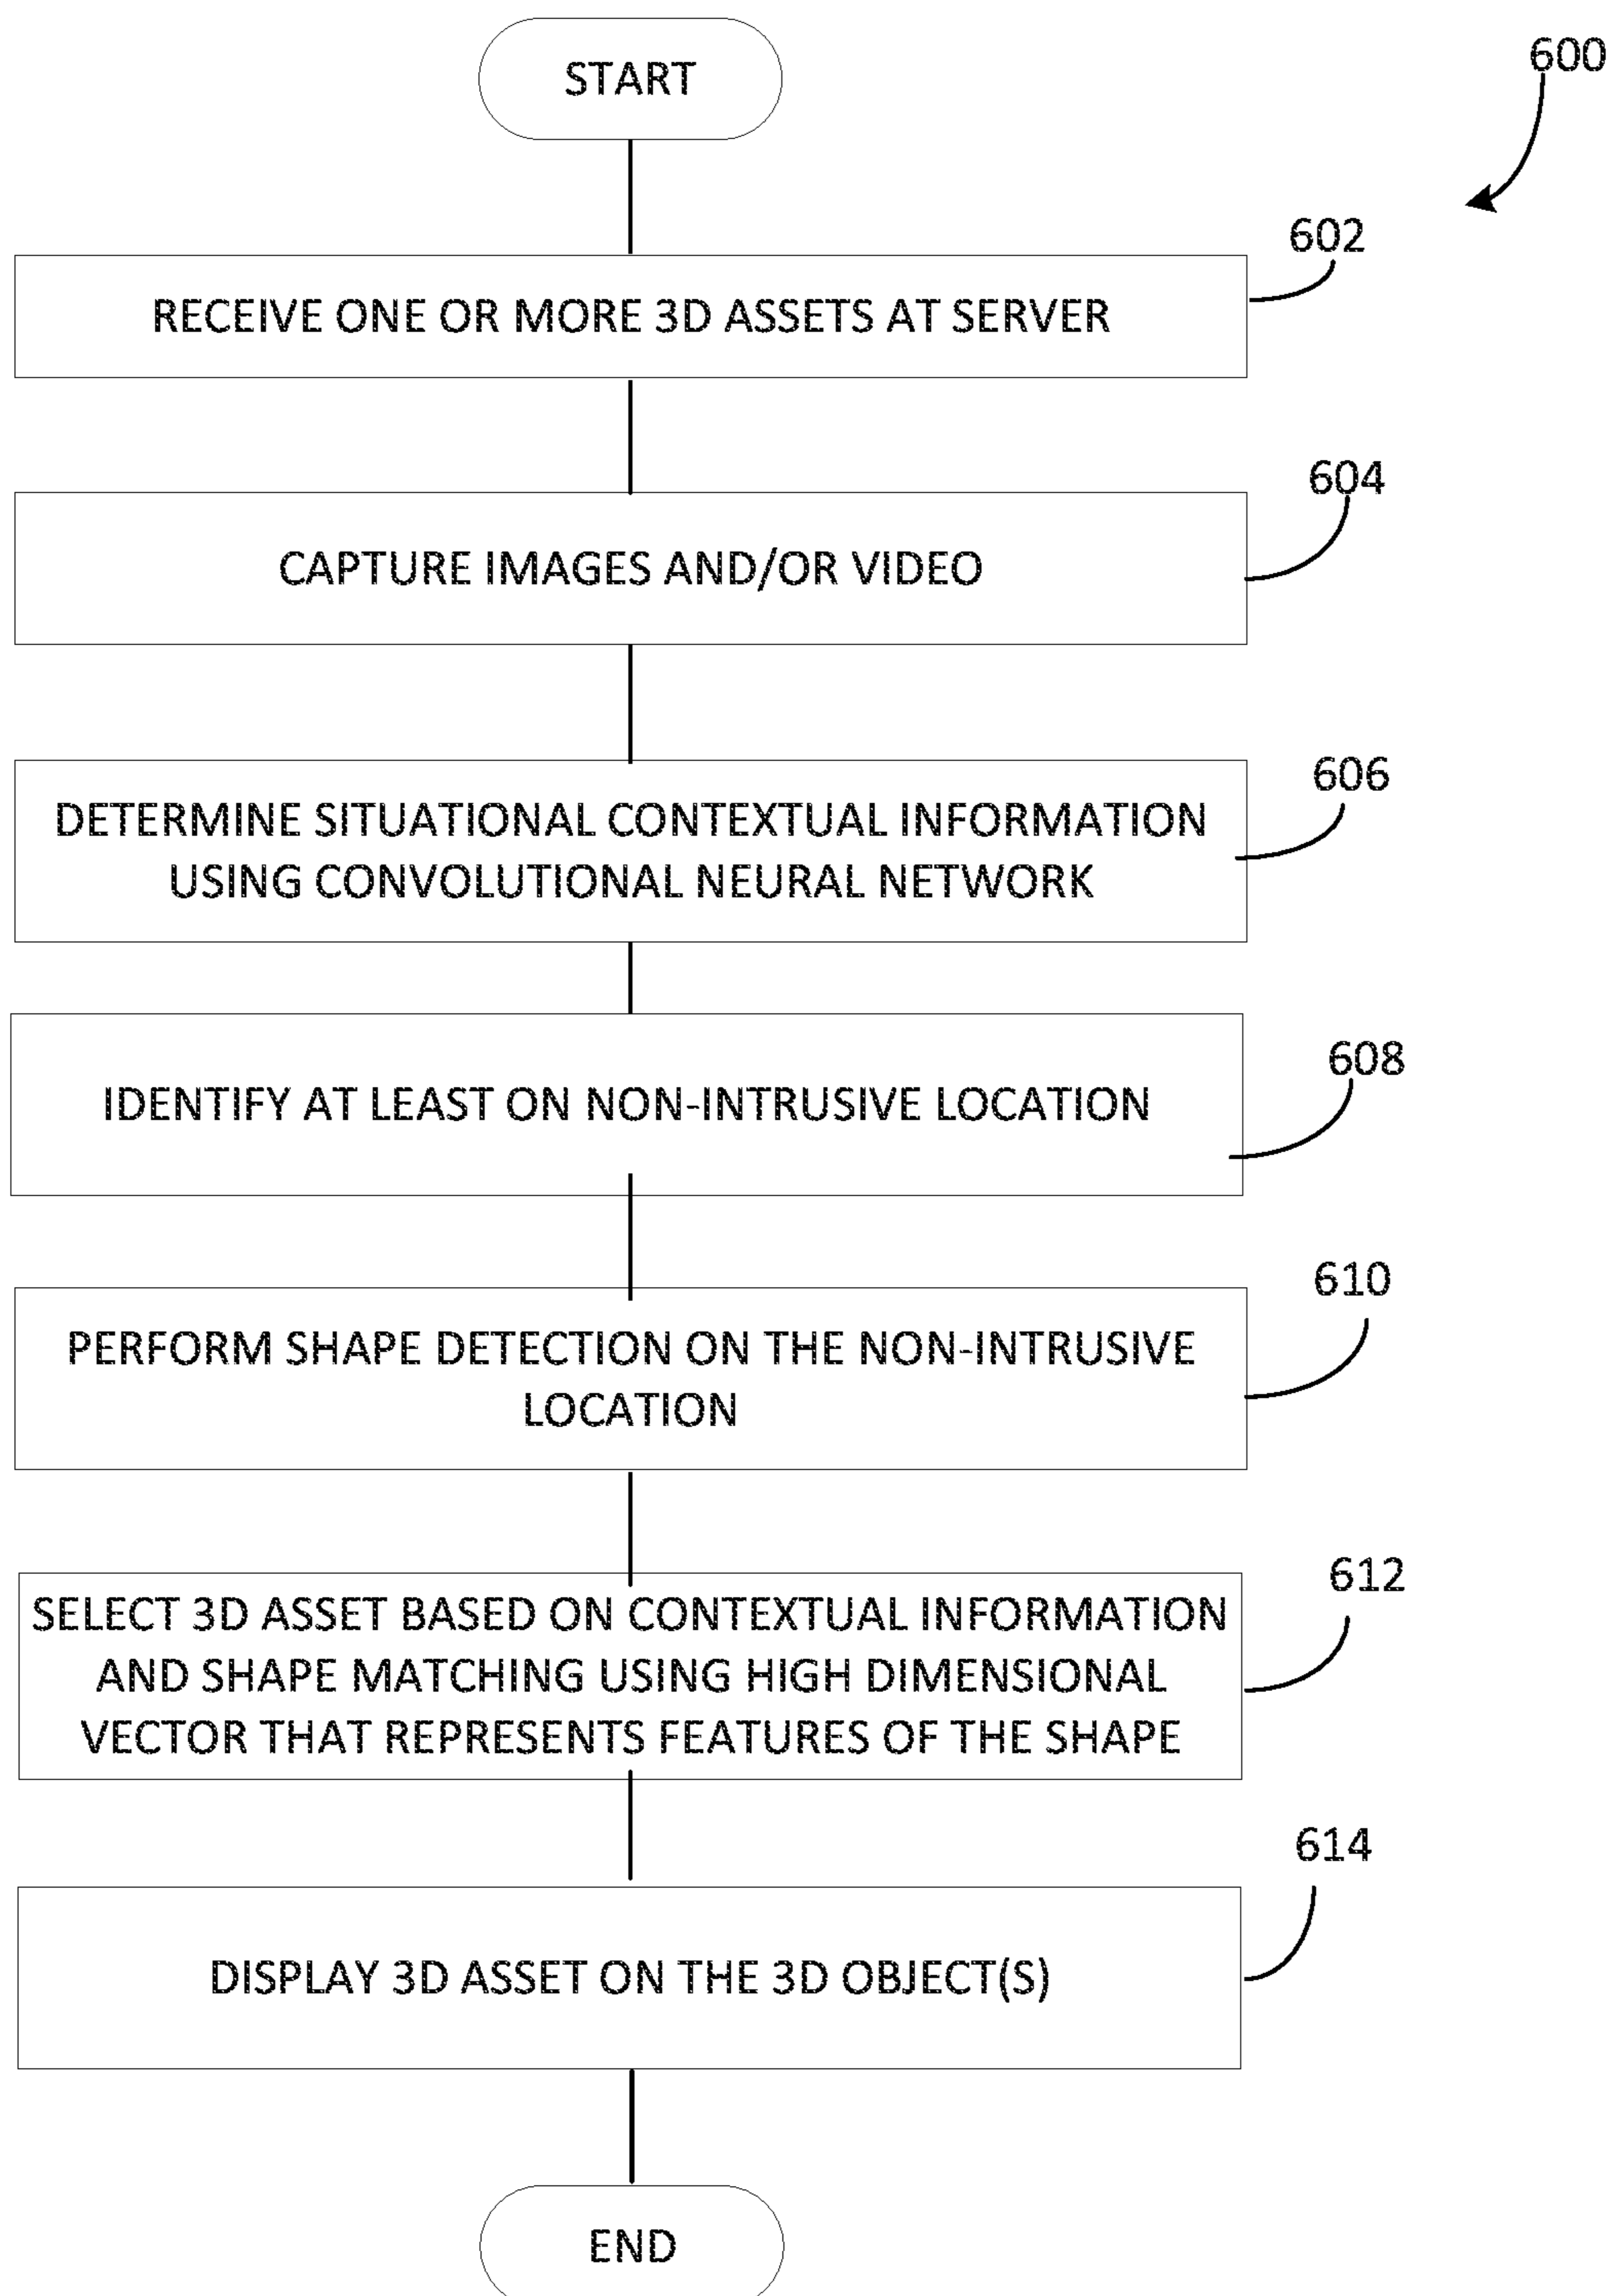 START
600
602
RECEIVE ONE OR MORE 3D ASSETS AT SERVER
604
CAPTURE IMAGES AND/OR VIDEO
606
DETERMINE SITUATIONAL CONTEXTUAL INFORMATION
USING CONVOLUTIONAL NEURAL NETWORK
608
IDENTIFY AT LEAST ON NON-INTRUSIVE LOCATION
610
PERFORM SHAPE DETECTION ON THE NON-INTRUSIVE
LOCATION
612
SELECT 3D ASSET BASED ON CONTEXTUAL INFORMATION
AND SHAPE MATCHING USING HIGH DIMENSIONAL
VECTOR THAT REPRESENTS FEATURES OF THE SHAPE
614
DISPLAY 3D ASSET ON THE 3D OBJECT(S)
END